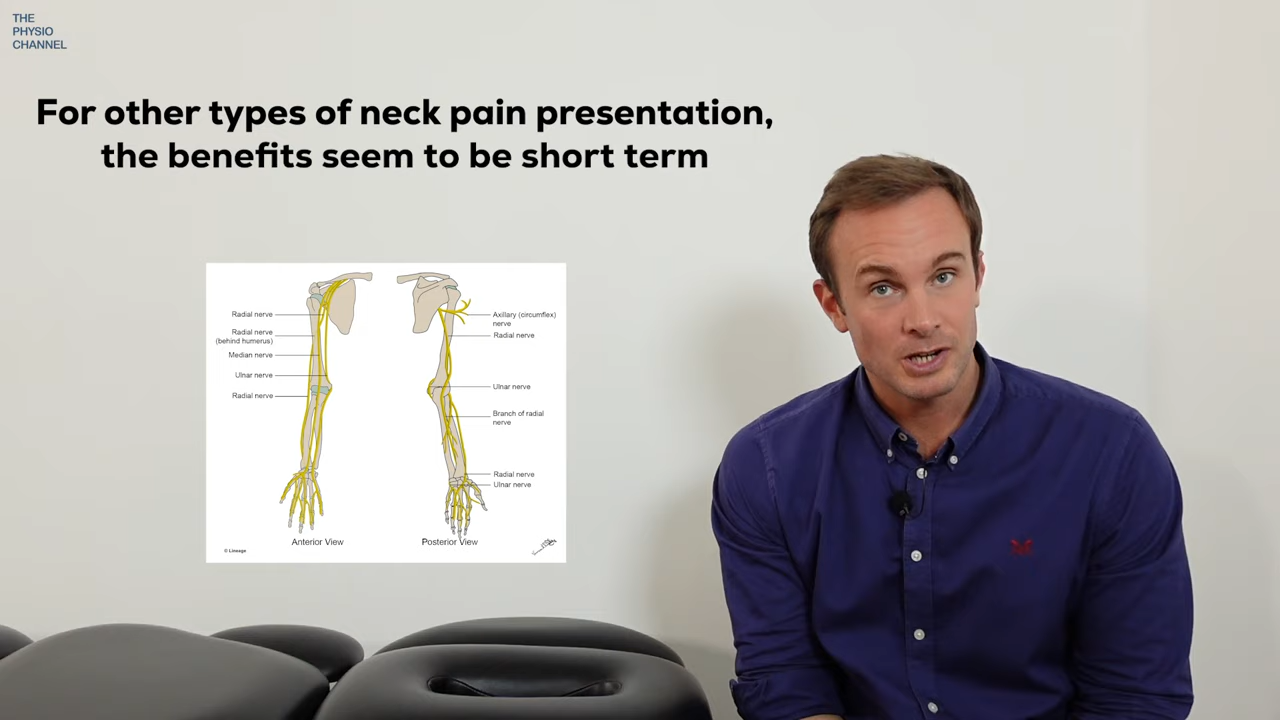 THE
PHYSIO
CHANNEL
For other types of neck pain presentation,
the benefits seem to be short term
Radial nerve
Radial nerve
(behind humerus)
Median nerve
Ulnar nerve
Radial nerve
Axillary (circumflex)
nerve
Radial nerve
Ulnar nerve
Branch of radial
nerve
Radial nerve
Ulnar nerve
Anterior View
Posterior View
© Lineage